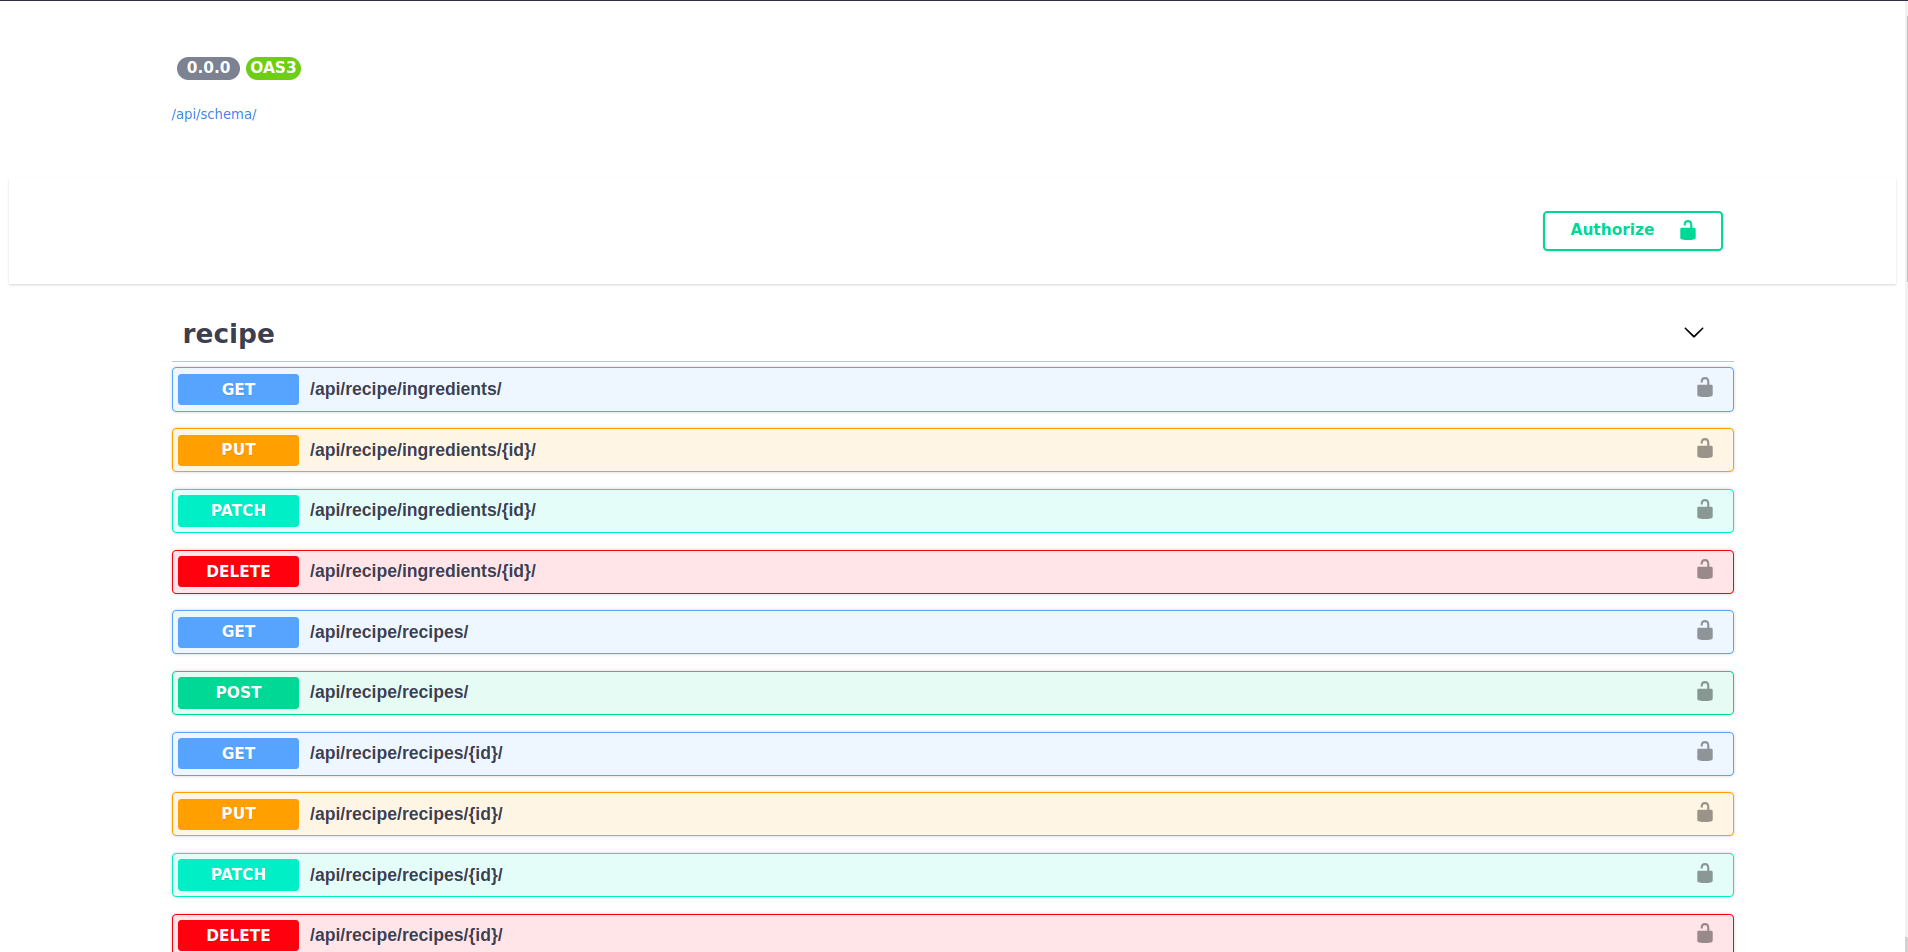 0.0.0 OAS3
/api/schema/
Authorize
recipe
GET /api/recipe/ingredients/
PUT /api/recipe/ingredients/{id}/
PATCH /api/recipe/ingredients/{id}/
DELETE /api/recipe/ingredients/{id}/
GET /api/recipe/recipes/
POST /api/recipe/recipes/
GET /api/recipe/recipes/{id}/
PUT /api/recipe/recipes/{id}/
PATCH /api/recipe/recipes/{id}/
DELETE /api/recipe/recipes/{id}/